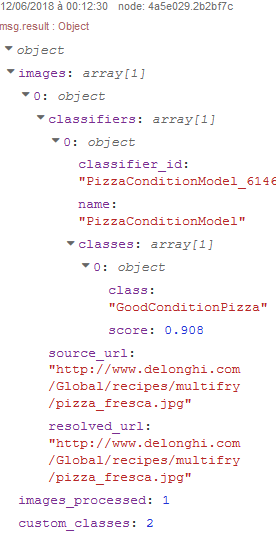 12/06/2018 à 00:12:30 node: 4a5e029.2b2bf7c
msg.result : Object
object
images: array[1]
0: object
classifiers: array[1]
0: object
classifier_id:
"PizzaConditionModel_6146
name:
"PizzaConditionModel"
classes: array[1]
0: object
class:
"GoodConditionPizza"
score: 0.908
source_url:
"http://www.delonghi.com
/Global/recipes/multifry
/pizza_fresca.jpg"
resolved_url:
"http://www.delonghi.com
/Global/recipes/multifry
/pizza_fresca.jpg"
images_processed: 1
custom_classes: 2